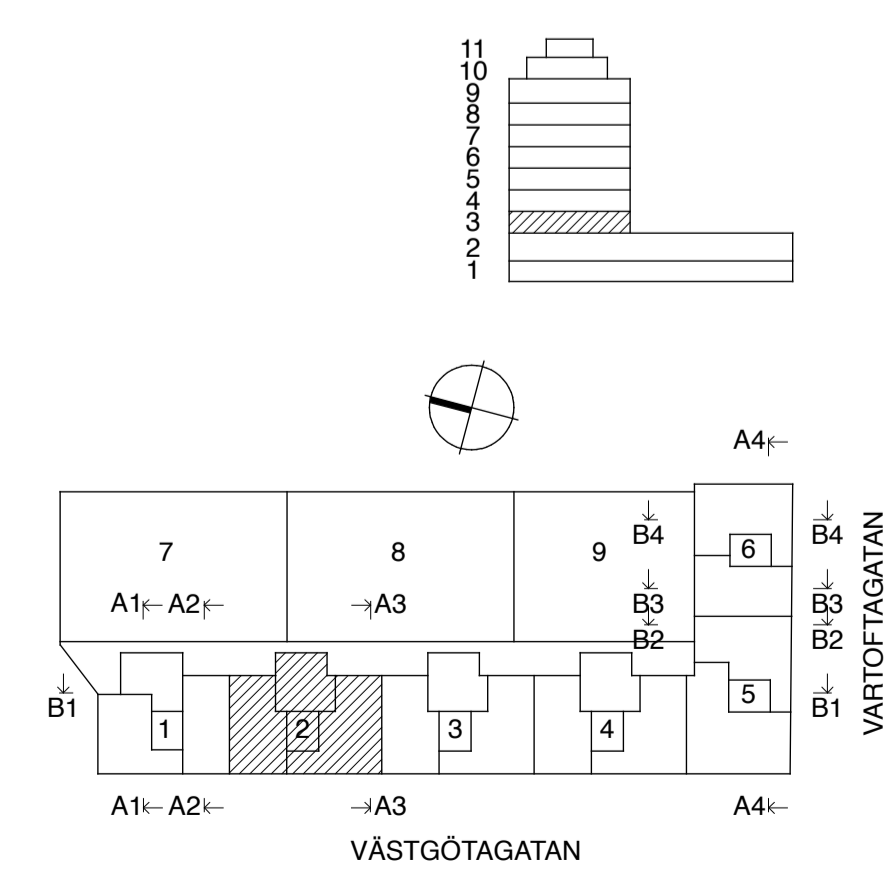 11
10
9
8
7
6
5
4
3
2
1
A4
B4 B4
7 8 9 6
A1 A2 A3 B3 B3
B2 B2
B1 5 B1
1 2 3 4
A1 A2 A3 A4
VÄSTGÖTAGATAN
VARTOFTAGATAN